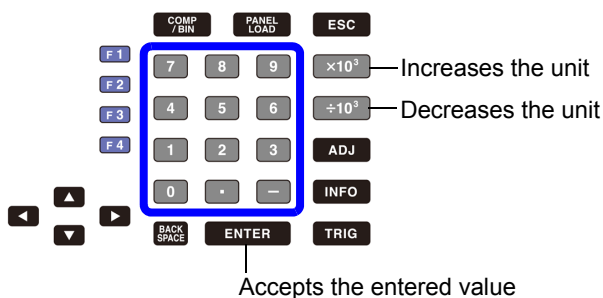 COMP
/BIN
PANEL
LOAD
ESC
F 1
F 2
F 3
F 4
7 8 9 ×10³ Increases the unit
4 5 6 ÷10³ Decreases the unit
1 2 3 ADJ
0 . − INFO
BACK
SPACE
ENTER TRIG
Accepts the entered value